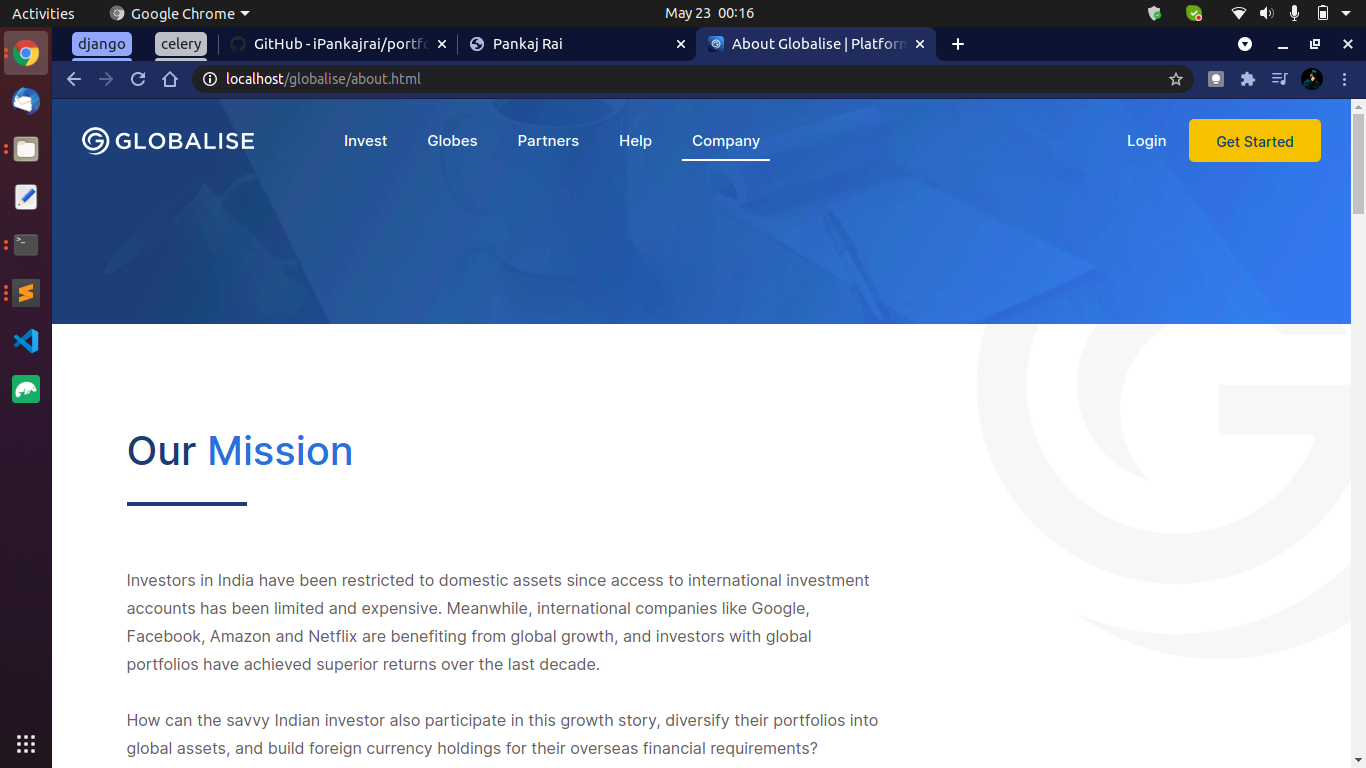 Activities Google Chrome May 23 00:16
django celery GitHub - iPankajrai/portfo Pankaj Rai About Globalise | Platform
localhost/globalise/about.html
GLOBALISE Invest Globes Partners Help Company Login Get Started
Our Mission
Investors in India have been restricted to domestic assets since access to international investment
accounts has been limited and expensive. Meanwhile, international companies like Google,
Facebook, Amazon and Netflix are benefiting from global growth, and investors with global
portfolios have achieved superior returns over the last decade.
How can the savvy Indian investor also participate in this growth story, diversify their portfolios into
global assets, and build foreign currency holdings for their overseas financial requirements?